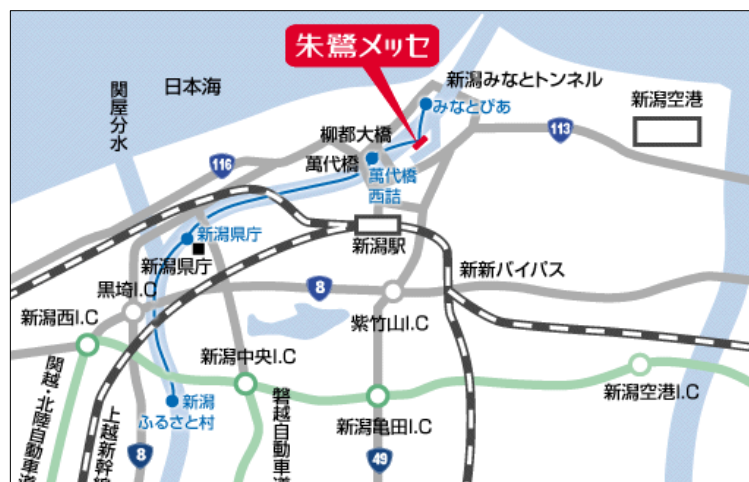 朱鷺メッセ
日本海
関屋分水
新潟みなとトンネル
みなとぴあ
新潟空港
柳都大橋
113
116
萬代橋
萬代橋
西詰
新潟県庁
新潟駅
新潟県庁
新新バイパス
黒埼I.C
8
新潟西I.C
紫竹山I.C
新潟中央I.C
新潟空港I.C
新潟
ふるさと村
新潟亀田I.C
関越・北陸自動車道
上越新幹線
8
磐越自動車道
49